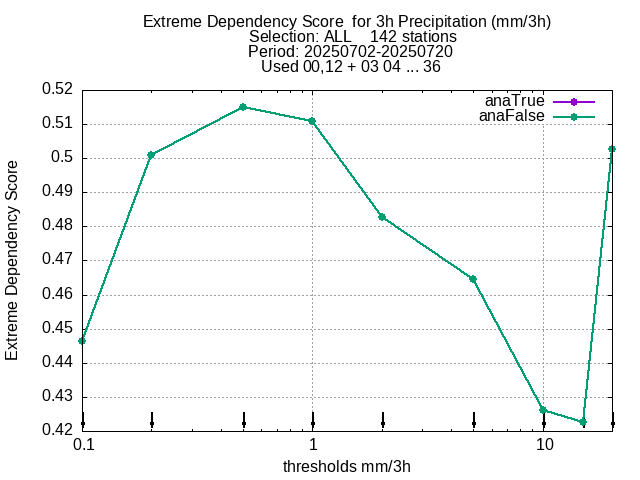 Extreme Dependency Score  for 3h Precipitation (mm/3h)
Selection: ALL    142 stations
Period: 20250702-20250720
Used 00,12 + 03 04 ... 36
anaTrue
anaFalse
Extreme Dependency Score
0.52
0.51
0.5
0.49
0.48
0.47
0.46
0.45
0.44
0.43
0.42
0.1
1
10
thresholds mm/3h